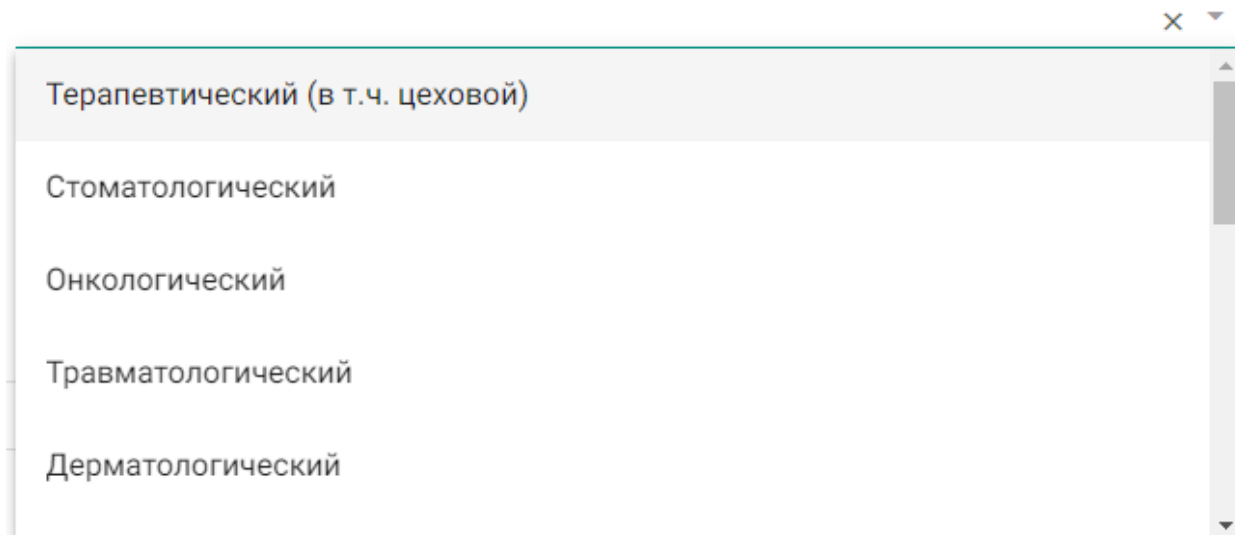 Терапевтический (в т.ч. цеховой)
Стоматологический
Онкологический
Травматологический
Дерматологический